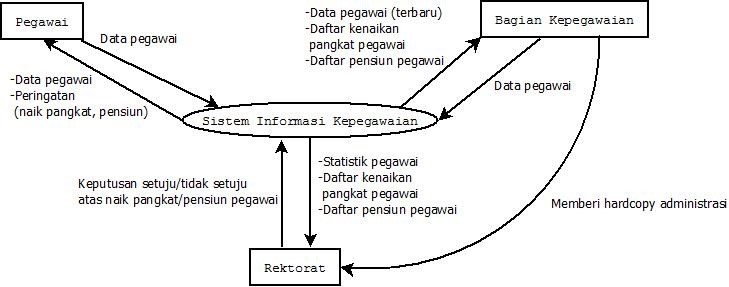 Pegawai
Data pegawai
-Data pegawai
-Peringatan
(naik pangkat, pensiun)
-Data pegawai (terbaru)
-Daftar kenaikan
pangkat pegawai
-Daftar pensiun pegawai
Bagian Kepegawaian
Data pegawai
Sistem Informasi Kepegawaian
Keputusan setuju/tidak setuju
atas naik pangkat/pensiun pegawai
-Statistik pegawai
-Daftar kenaikan
pangkat pegawai
-Daftar pensiun pegawai
Memberi hardcopy administrasi
Rektorat